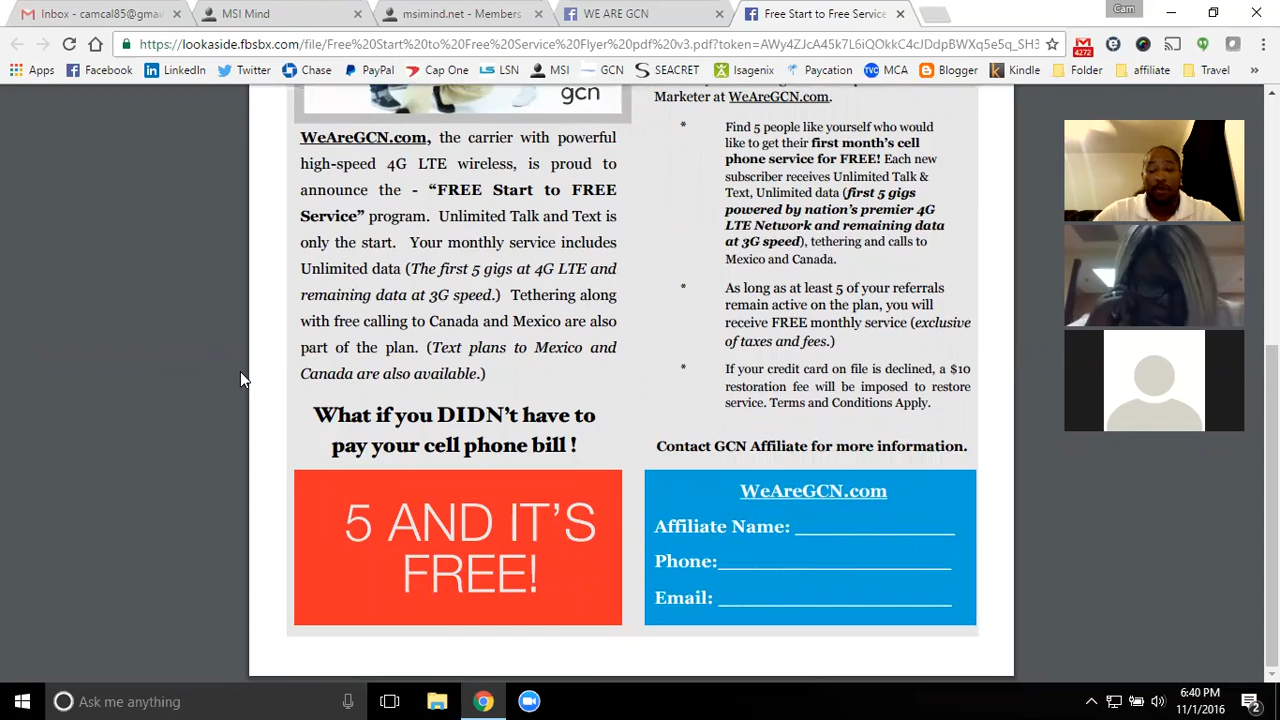 Inbox - camcal85@gmai
MSI Mind
msimind.net - Members
WE ARE GCN
Free Start to Free Service
Cam
https://lookaside.fbsbx.com/file/Free%20Start%20to%20Free%20Service%20Flyer%20pdf%20v3.pdf?token=AWy4ZJcA45k7L6iQOkkC4cJDdpBWXq5e5q_SH3
4272
Apps Facebook LinkedIn Twitter Chase PayPal Cap One LSN MSI GCN SEACRET Isagenix Paycation MCA Blogger Kindle Folder affiliate Travel »
gcn
WeAreGCN.com, the carrier with powerful
high-speed 4G LTE wireless, is proud to
announce the - “FREE Start to FREE
Service” program. Unlimited Talk and Text is
only the start. Your monthly service includes
Unlimited data (The first 5 gigs at 4G LTE and
remaining data at 3G speed.) Tethering along
with free calling to Canada and Mexico are also
part of the plan. (Text plans to Mexico and
Canada are also available.)
What if you DIDN’t have to
pay your cell phone bill !
5 AND IT’S
FREE!
Marketer at WeAreGCN.com.
* Find 5 people like yourself who would
like to get their first month’s cell
phone service for FREE! Each new
subscriber receives Unlimited Talk &
Text, Unlimited data (first 5 gigs
powered by nation’s premier 4G
LTE Network and remaining data
at 3G speed), tethering and calls to
Mexico and Canada.
* As long as at least 5 of your referrals
remain active on the plan, you will
receive FREE monthly service (exclusive
of taxes and fees.)
* If your credit card on file is declined, a $10
restoration fee will be imposed to restore
service. Terms and Conditions Apply.
Contact GCN Affiliate for more information.
WeAreGCN.com
Affiliate Name: ____________________
Phone:_____________________________
Email: _____________________________
Ask me anything
6:40 PM
11/1/2016
2